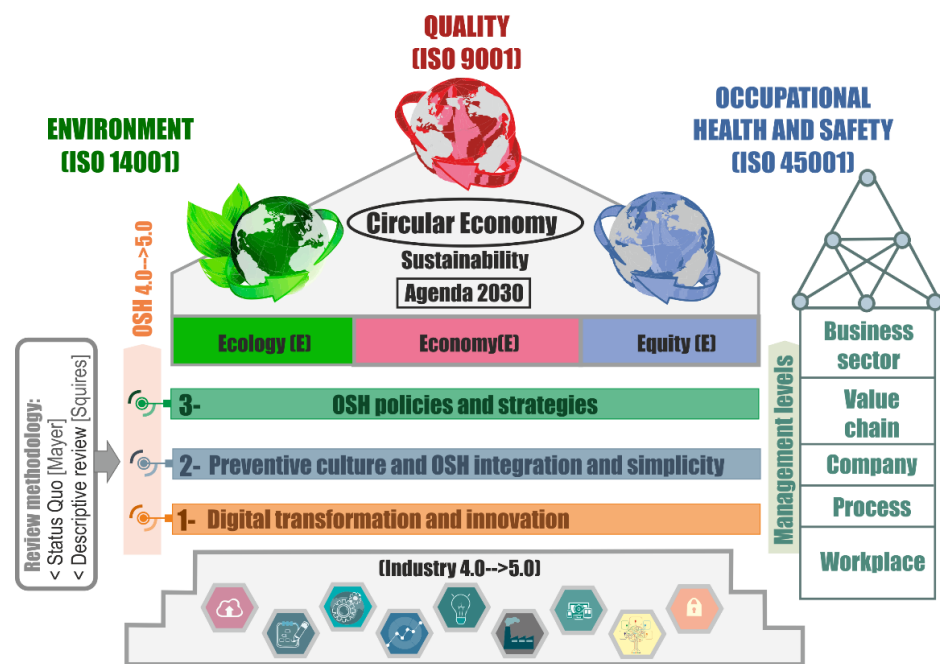 QUALITY
(ISO 9001)
ENVIRONMENT
(ISO 14001)
OCCUPATIONAL
HEALTH AND SAFETY
(ISO 45001)
Circular Economy
Sustainability
Agenda 2030
Ecology (E)
Economy(E)
Equity (E)
OSH 4.0-->5.0
Review methodology:
< Status Quo [Mayer]
< Descriptive review [Squires]
3- OSH policies and strategies
2- Preventive culture and OSH integration and simplicity
1- Digital transformation and innovation
(Industry 4.0-->5.0)
Management levels
Business
sector
Value
chain
Company
Process
Workplace